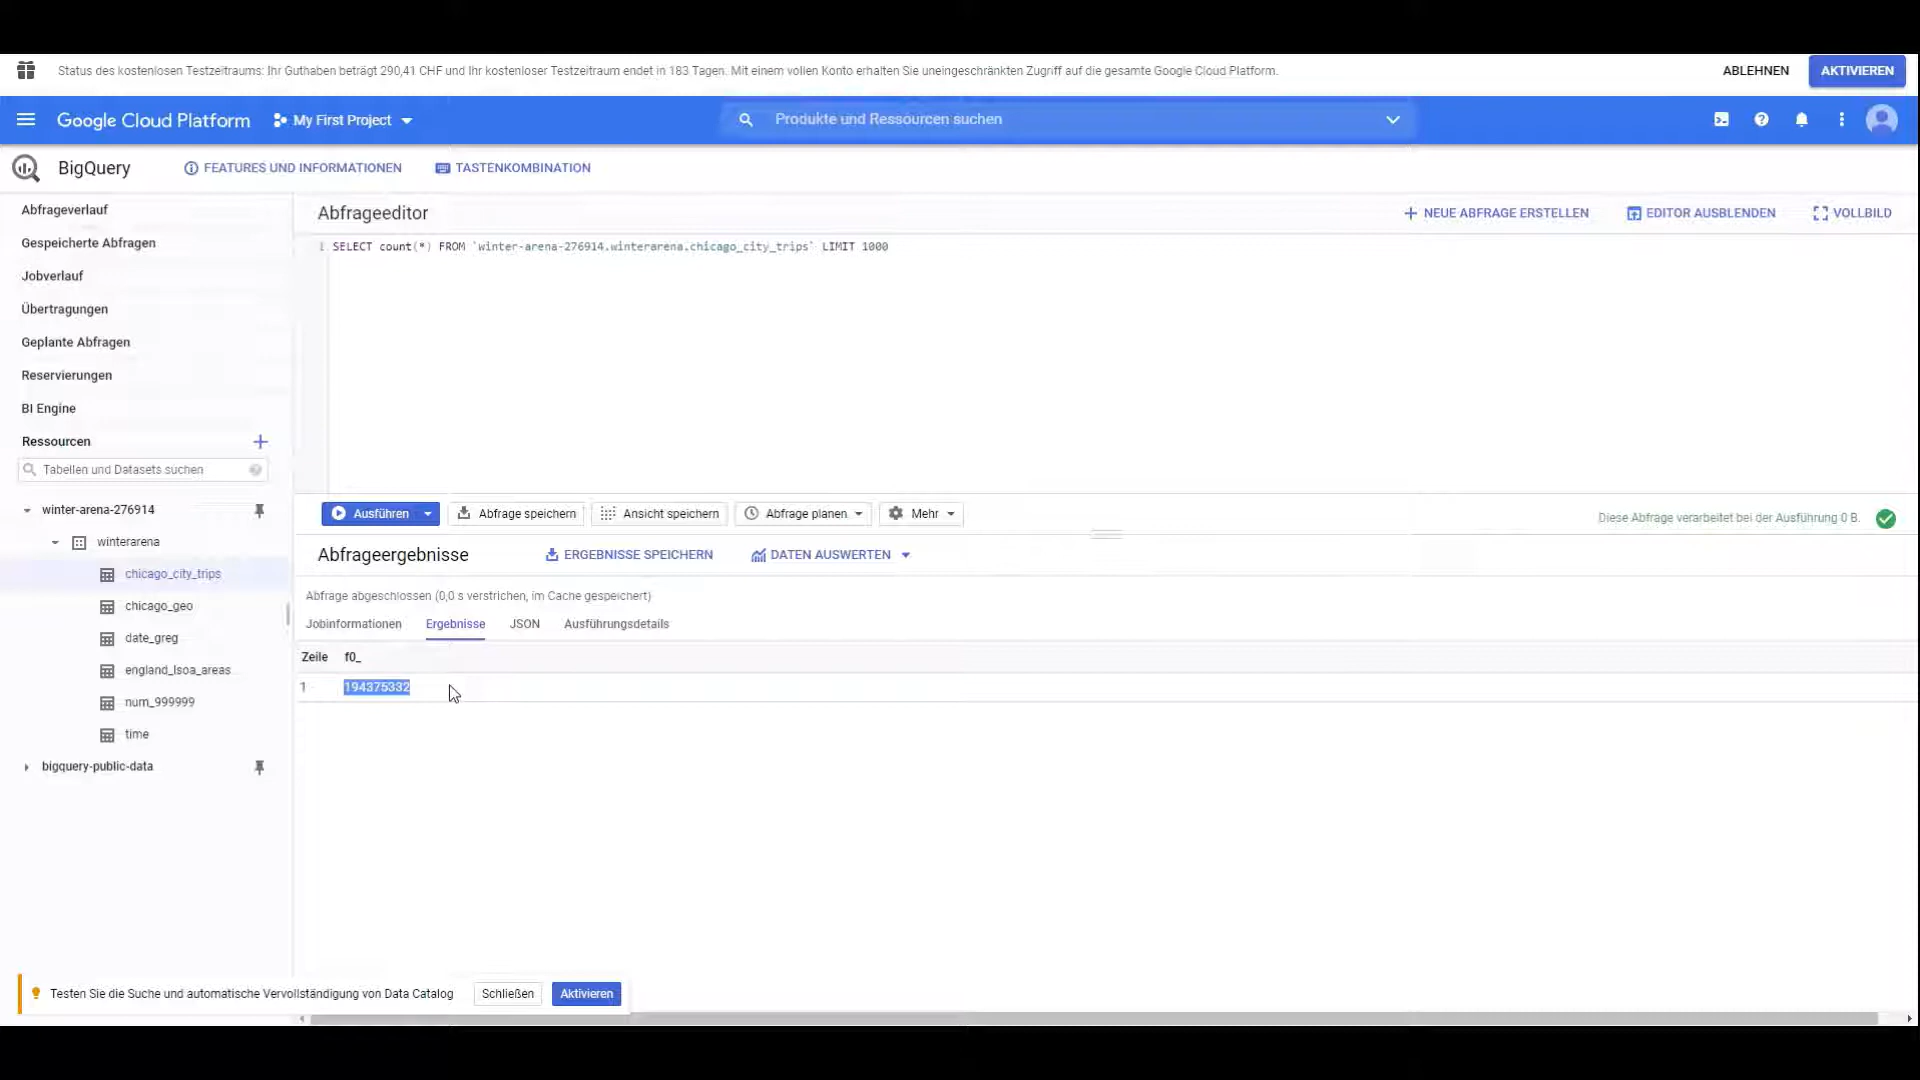 Status des kostenlosen Testzeitraums: Ihr Guthaben beträgt 290,41 CHF und Ihr kostenloser Testzeitraum endet in 183 Tagen. Mit einem vollen Konto erhalten Sie uneingeschränkten Zugriff auf die gesamte Google Cloud Platform.
ABLEHNEN
AKTIVIEREN
Google Cloud Platform
My First Project
Produkte und Ressourcen suchen
BigQuery
FEATURES UND INFORMATIONEN
TASTENKOMBINATION
Abfrageverlauf
Gespeicherte Abfragen
Jobverlauf
Übertragungen
Geplante Abfragen
Reservierungen
BI Engine
Ressourcen
Tabellen und Datasets suchen
winter-arena-276914
winterarena
chicago_city_trips
chicago_geo
date_greg
england_lsoa_areas
num_999999
time
bigquery-public-data
Abfrageeditor
NEUE ABFRAGE ERSTELLEN
EDITOR AUSBLENDEN
VOLLBILD
1 SELECT count(*) FROM `winter-arena-276914.winterarena.chicago_city_trips` LIMIT 1000
Ausführen
Abfrage speichern
Ansicht speichern
Abfrage planen
Mehr
Diese Abfrage verarbeitet bei der Ausführung 0 B.
Abfrageergebnisse
ERGEBNISSE SPEICHERN
DATEN AUSWERTEN
Abfrage abgeschlossen (0,0 s verstrichen, im Cache gespeichert)
Jobinformationen
Ergebnisse
JSON
Ausführungsdetails
Zeile f0_
1 194375332
Testen Sie die Suche und automatische Vervollständigung von Data Catalog
Schließen
Aktivieren